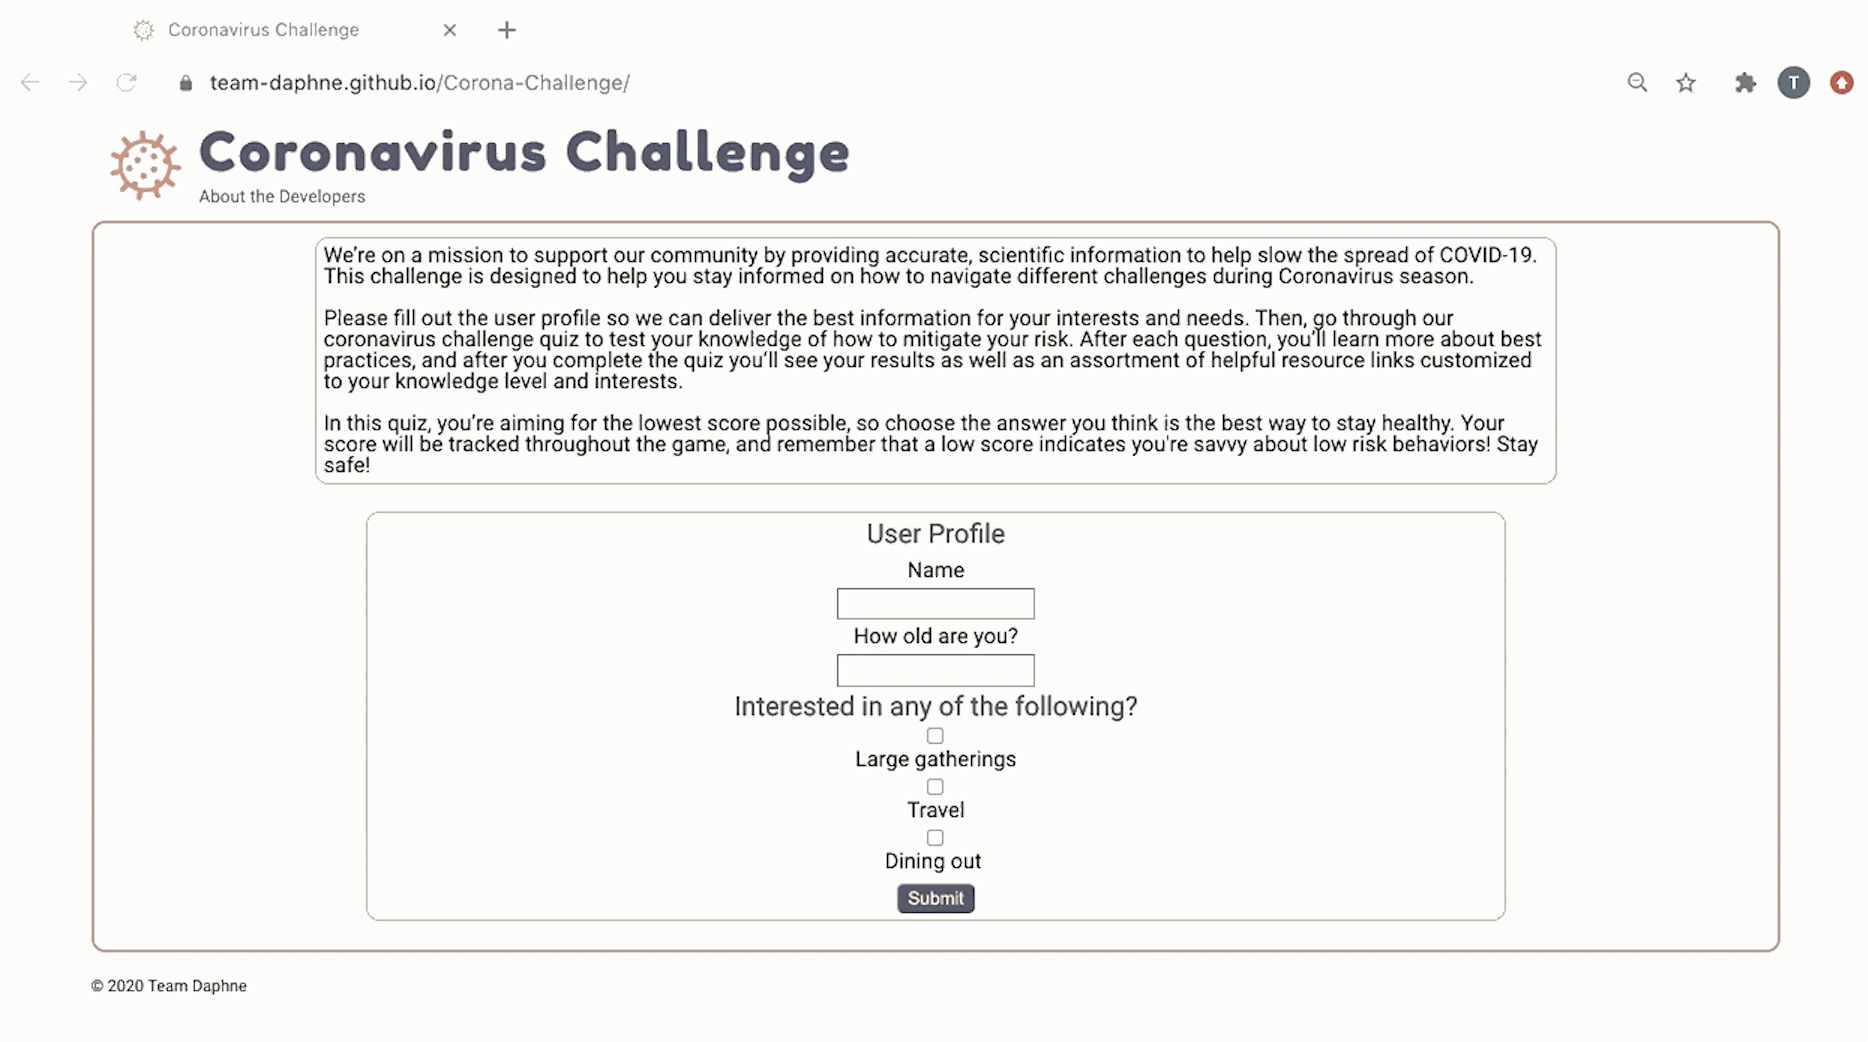 Coronavirus Challenge
team-daphne.github.io/Corona-Challenge/
T
Coronavirus Challenge
About the Developers
We’re on a mission to support our community by providing accurate, scientific information to help slow the spread of COVID-19.
This challenge is designed to help you stay informed on how to navigate different challenges during Coronavirus season.
Please fill out the user profile so we can deliver the best information for your interests and needs. Then, go through our
coronavirus challenge quiz to test your knowledge of how to mitigate your risk. After each question, you’ll learn more about best
practices, and after you complete the quiz you’ll see your results as well as an assortment of helpful resource links customized
to your knowledge level and interests.
In this quiz, you’re aiming for the lowest score possible, so choose the answer you think is the best way to stay healthy. Your
score will be tracked throughout the game, and remember that a low score indicates you're savvy about low risk behaviors! Stay
safe!
User Profile
Name
How old are you?
Interested in any of the following?
Large gatherings
Travel
Dining out
Submit
© 2020 Team Daphne